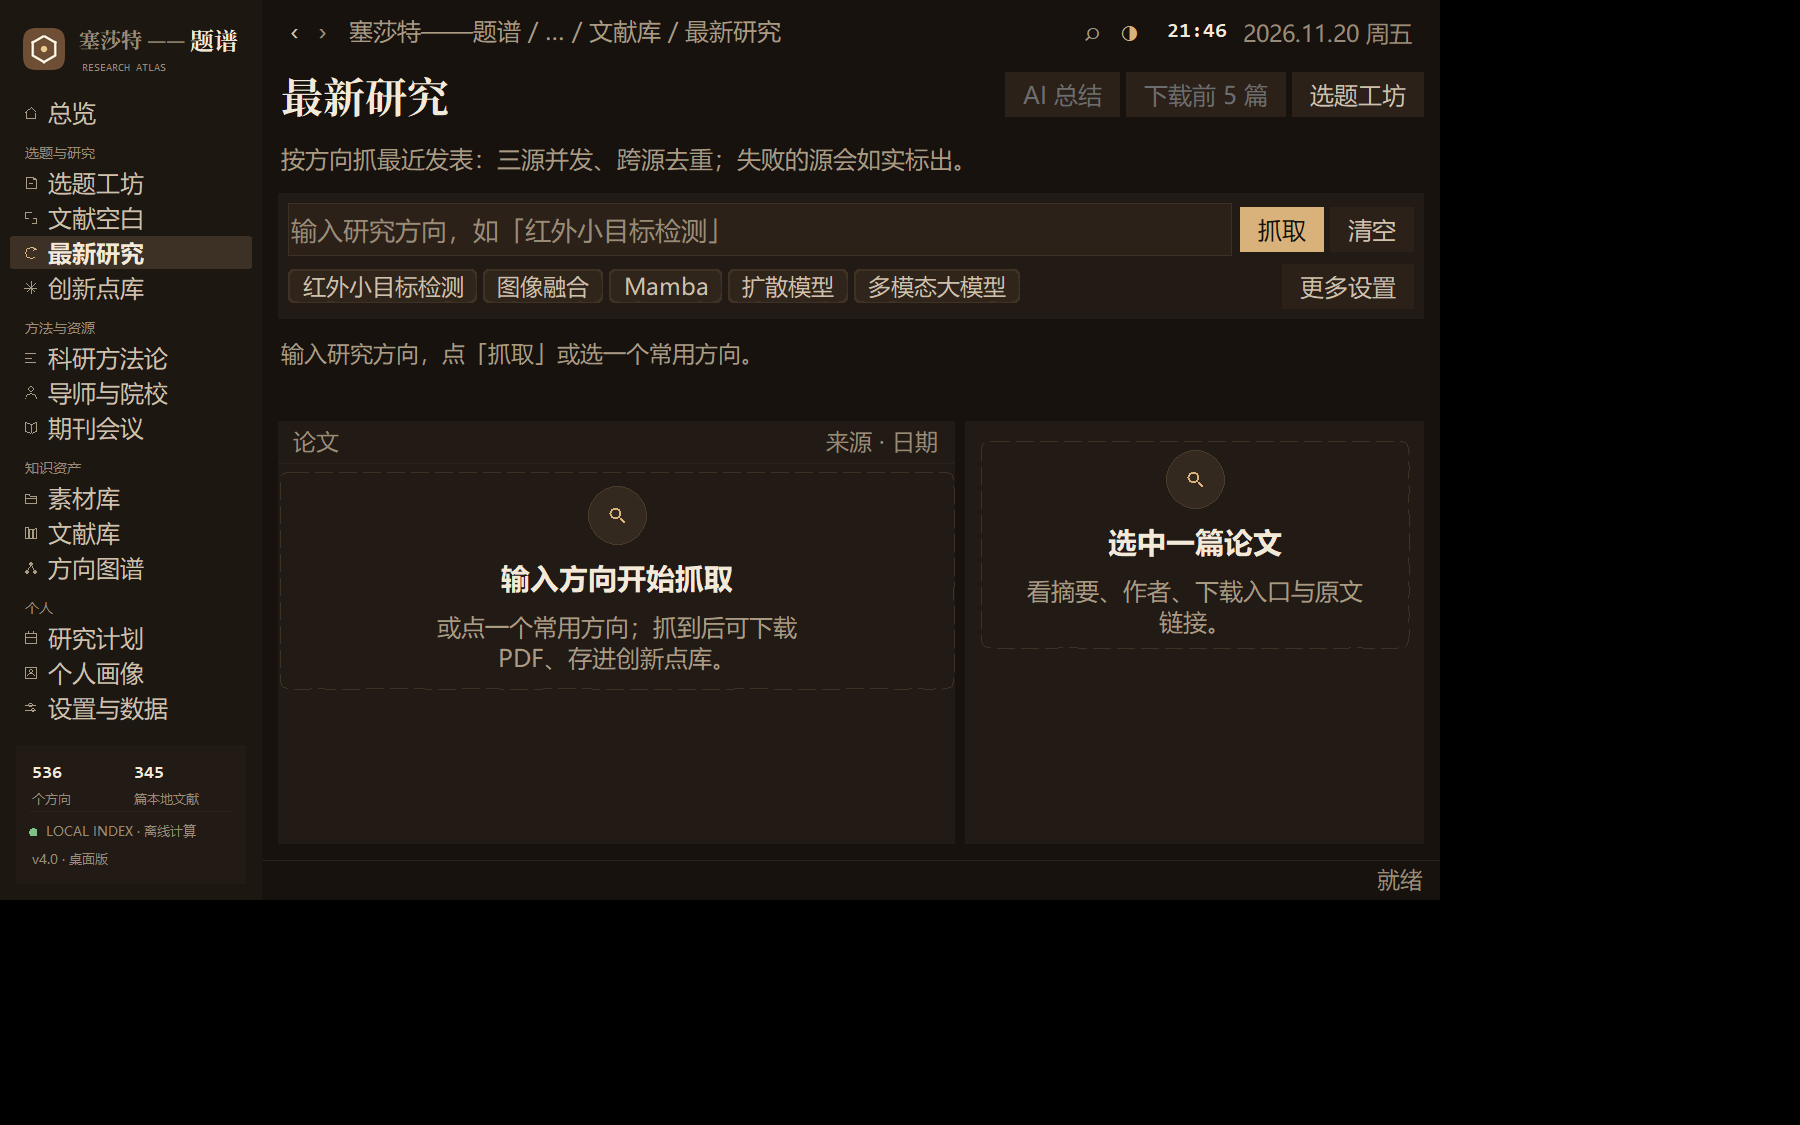 塞莎特 —— 题谱
RESEARCH ATLAS
总览
选题与研究
选题工坊
文献空白
最新研究
创新点库
方法与资源
科研方法论
导师与院校
期刊会议
知识资产
素材库
文献库
方向图谱
个人
研究计划
个人画像
设置与数据
536 345
个方向 篇本地文献
LOCAL INDEX · 离线计算
v4.0 · 桌面版
‹ › 塞莎特——题谱 / ... / 文献库 / 最新研究
21:46 2026.11.20 周五
最新研究
AI 总结 下载前 5 篇 选题工坊
按方向抓最近发表：三源并发、跨源去重；失败的源会如实标出。
输入研究方向，如「红外小目标检测」
抓取 清空
红外小目标检测 图像融合 Mamba 扩散模型 多模态大模型 更多设置
输入研究方向，点「抓取」或选一个常用方向。
论文 来源 · 日期
输入方向开始抓取
或点一个常用方向；抓到后可下载
PDF、存进创新点库。
选中一篇论文
看摘要、作者、下载入口与原文
链接。
就绪